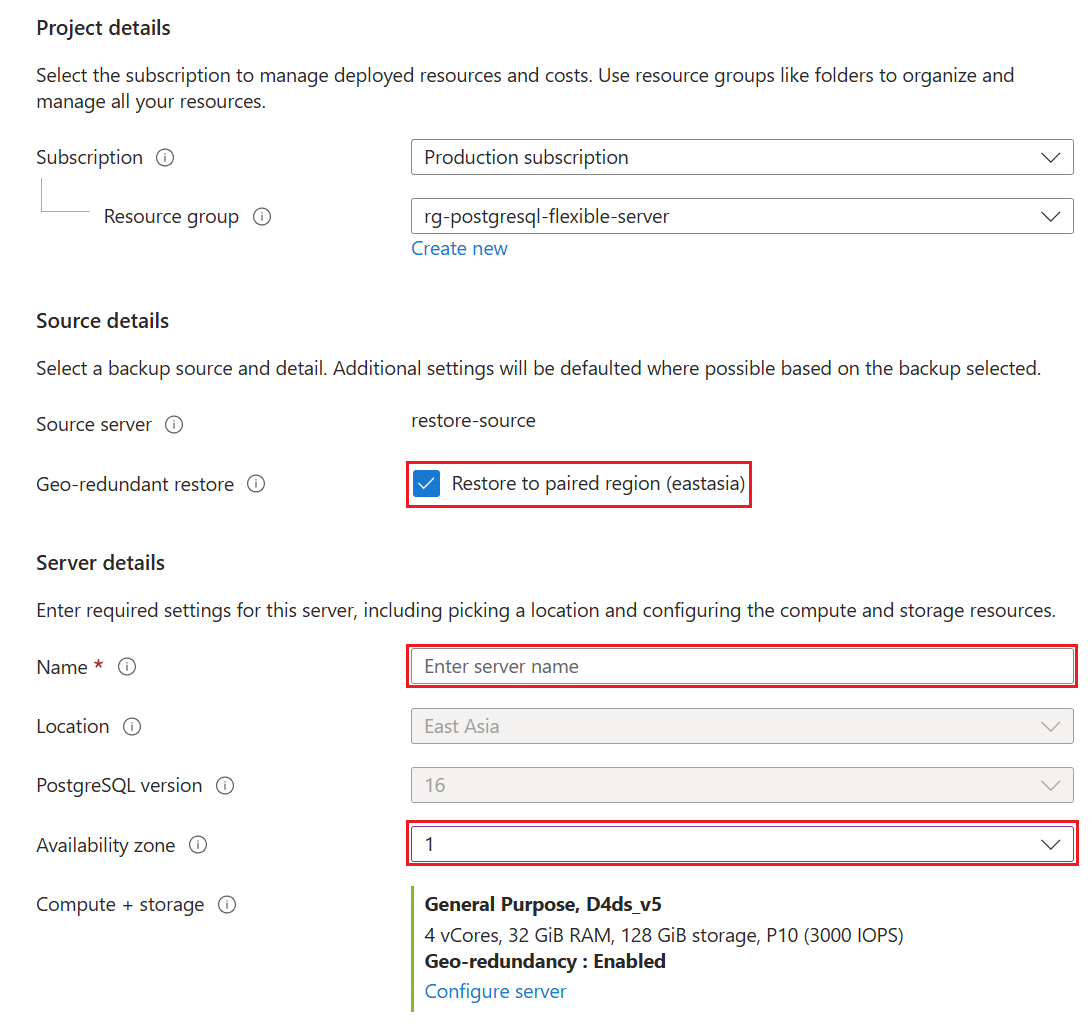 Project details
Select the subscription to manage deployed resources and costs. Use resource groups like folders to organize and
manage all your resources.
Subscription
Production subscription
Resource group
rg-postgresql-flexible-server
Create new
Source details
Select a backup source and detail. Additional settings will be defaulted where possible based on the backup selected.
Source server
restore-source
Geo-redundant restore
Restore to paired region (eastasia)
Server details
Enter required settings for this server, including picking a location and configuring the compute and storage resources.
Name *
Enter server name
Location
East Asia
PostgreSQL version
16
Availability zone
1
Compute + storage
General Purpose, D4ds_v5
4 vCores, 32 GiB RAM, 128 GiB storage, P10 (3000 IOPS)
Geo-redundancy : Enabled
Configure server